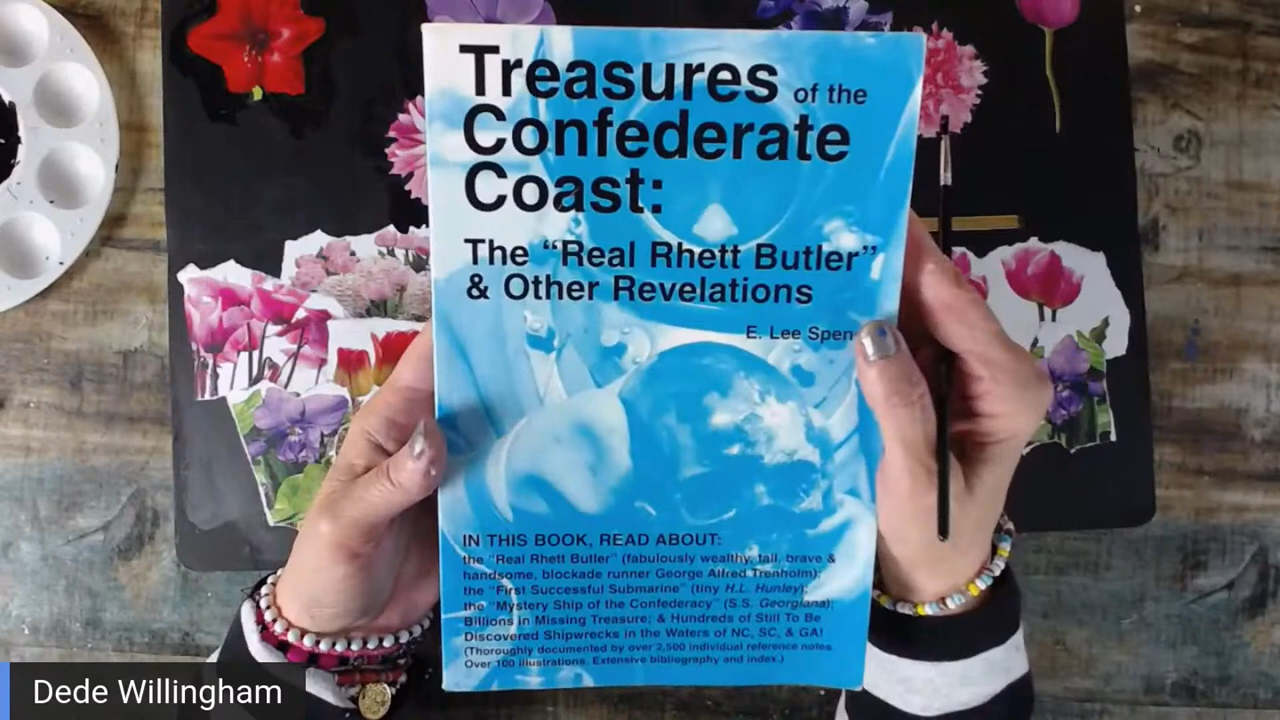 Treasures of the
Confederate
Coast:
The “Real Rhett Butler”
& Other Revelations
E. Lee Spen
IN THIS BOOK, READ ABOUT:
the “Real Rhett Butler” (fabulously wealthy, tall, brave &
handsome, blockade runner George Alfred Trenholm);
the “First Successful Submarine” (tiny H.L. Hunley);
the “Mystery Ship of the Confederacy” (S.S. Georgiana);
Billions in Missing Treasure; & Hundreds of Still To Be
Discovered Shipwrecks in the Waters of NC, SC, & GA!
(Thoroughly documented by over 2,500 individual reference notes.
Over 100 illustrations. Extensive bibliography and index.)
Dede Willingham